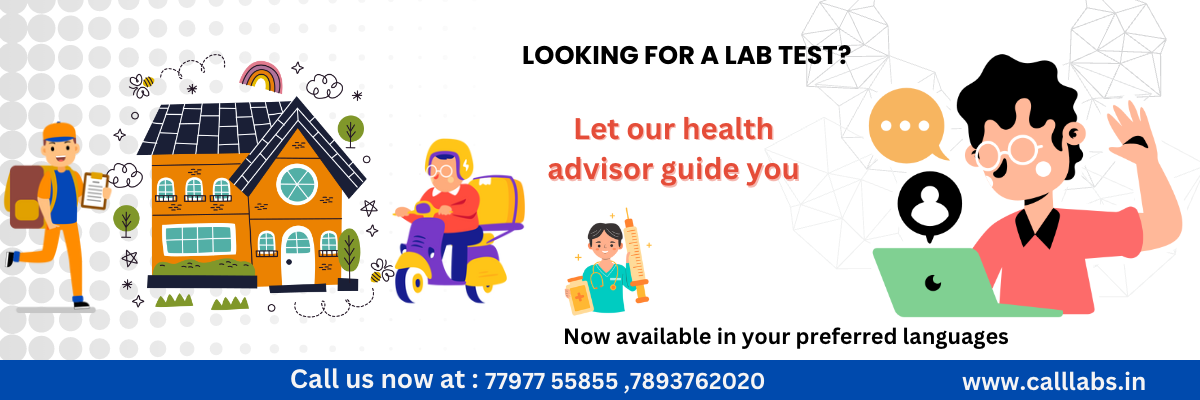 LOOKING FOR A LAB TEST?
Let our health
advisor guide you
Now available in your preferred languages
Call us now at : 77977 55855 ,7893762020
www.calllabs.in